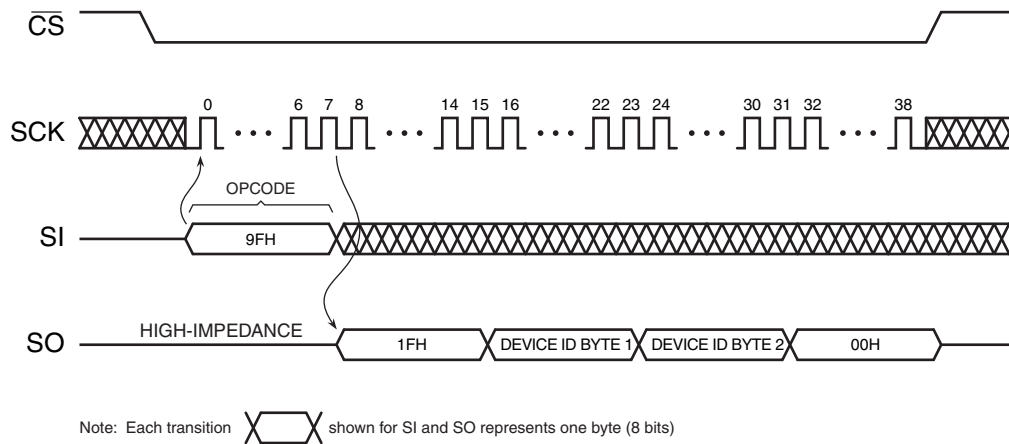 CS
SCK
0 6 7 8 14 15 16 22 23 24 30 31 32 38
OPCODE
SI
9FH
HIGH-IMPEDANCE
SO
1FH DEVICE ID BYTE 1 DEVICE ID BYTE 2 00H
Note: Each transition shown for SI and SO represents one byte (8 bits)